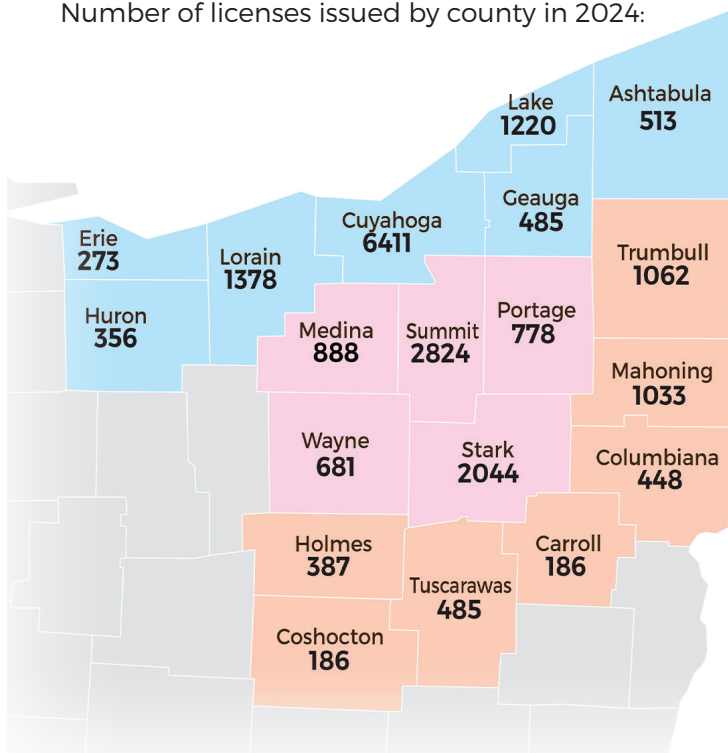 Number of licenses issued by county in 2024:
Lake
1220
Ashtabula
513
Geauga
485
Cuyahoga
6411
Erie
273
Lorain
1378
Trumbull
1062
Huron
356
Medina
888
Summit
2824
Portage
778
Mahoning
1033
Wayne
681
Stark
2044
Columbiana
448
Holmes
387
Carroll
186
Tuscarawas
485
Coshocton
186